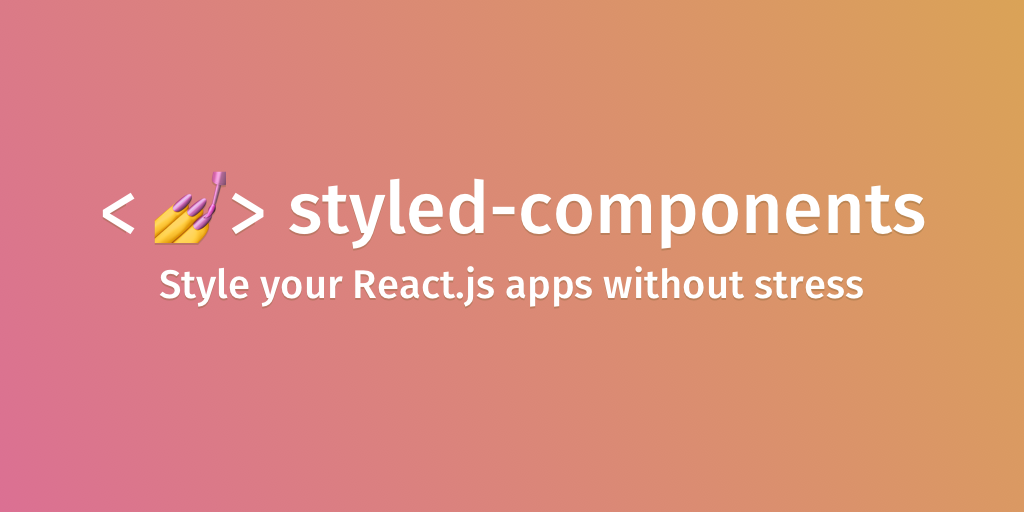 <💅> styled-components
Style your React.js apps without stress